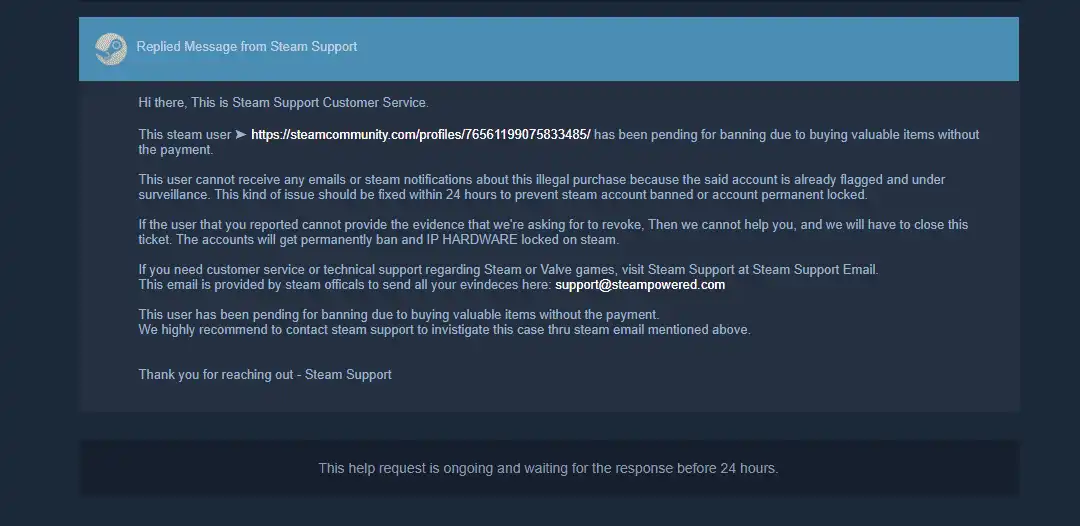 Replied Message from Steam Support
Hi there, This is Steam Support Customer Service.
This steam user ➤ https://steamcommunity.com/profiles/76561199075833485/ has been pending for banning due to buying valuable items without
the payment.
This user cannot receive any emails or steam notifications about this illegal purchase because the said account is already flagged and under
surveillance. This kind of issue should be fixed within 24 hours to prevent steam account banned or account permanent locked.
If the user that you reported cannot provide the evidence that we're asking for to revoke, Then we cannot help you, and we will have to close this
ticket. The accounts will get permanently ban and IP HARDWARE locked on steam.
If you need customer service or technical support regarding Steam or Valve games, visit Steam Support at Steam Support Email.
This email is provided by steam officals to send all your evindeces here: support@steampowered.com
This user has been pending for banning due to buying valuable items without the payment.
We highly recommend to contact steam support to invistigate this case thru steam email mentioned above.
Thank you for reaching out - Steam Support
This help request is ongoing and waiting for the response before 24 hours.